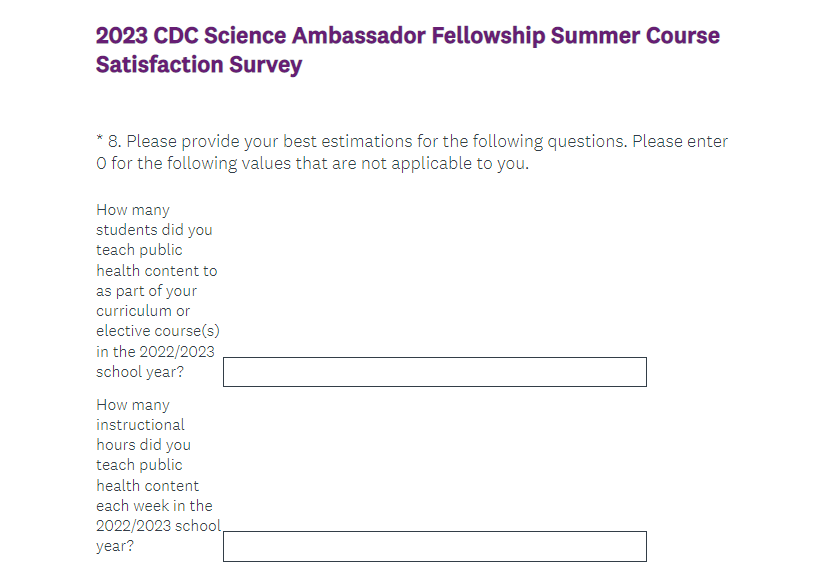 2023 CDC Science Ambassador Fellowship Summer Course
Satisfaction Survey
* 8. Please provide your best estimations for the following questions. Please enter
0 for the following values that are not applicable to you.
How many
students did you
teach public
health content to
as part of your
curriculum or
elective course(s)
in the 2022/2023
school year?
How many
instructional
hours did you
teach public
health content
each week in the
2022/2023 school
year?